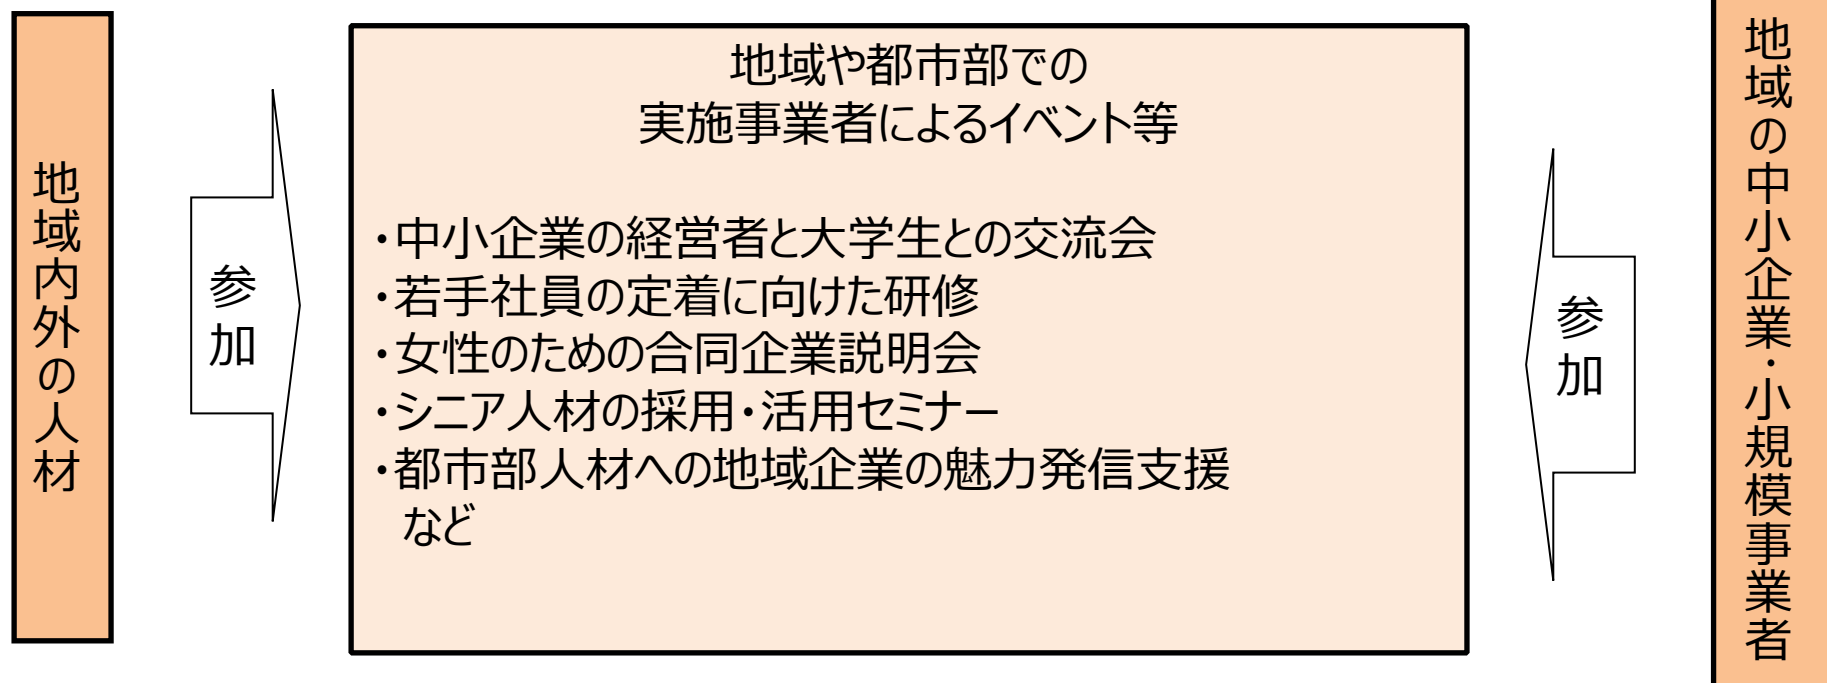 地域内外の人材
参加
地域や都市部での
実施事業者によるイベント等
・中小企業の経営者と大学生との交流会
・若手社員の定着に向けた研修
・女性のための合同企業説明会
・シニア人材の採用・活用セミナー
・都市部人材への地域企業の魅力発信支援
など
参加
地域の中小企業・小規模事業者